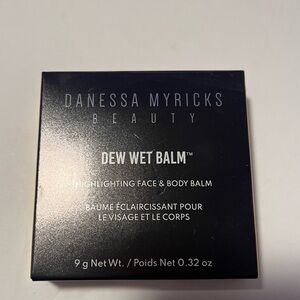 DANESSA MYRICKS
BEAUTY
DEW WET BALM™
HIGHLIGHTING FACE & BODY BALM
BAUME ÉCLAIRCISSANT POUR
LE VISAGE ET LE CORPS
9 g Net Wt. / Poids Net 0.32 oz